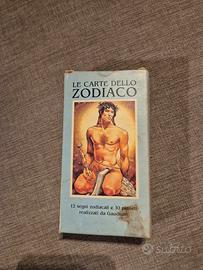 LE CARTE DELLO
ZODIACO
12 segni zodiacali e 10 pianeti
realizzati da Gaudenzi
subito